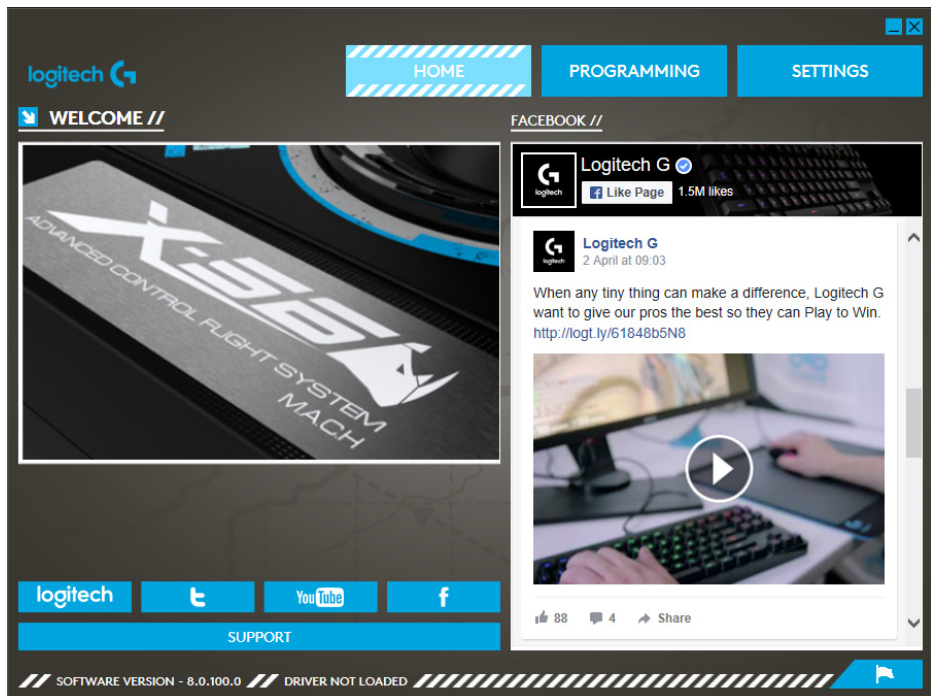 logitech G
HOME
PROGRAMMING
SETTINGS
WELCOME //
FACEBOOK //
X-56
ADVANCED CONTROL FLIGHT SYSTEM
MACH
logitech
Logitech G
f Like Page 1.5M likes
logitech
Logitech G
2 April at 09:03
When any tiny thing can make a difference, Logitech G
want to give our pros the best so they can Play to Win.
http://logt.ly/61848b5N8
88 4 Share
logitech
YouTube
f
SUPPORT
// SOFTWARE VERSION - 8.0.100.0 // DRIVER NOT LOADED